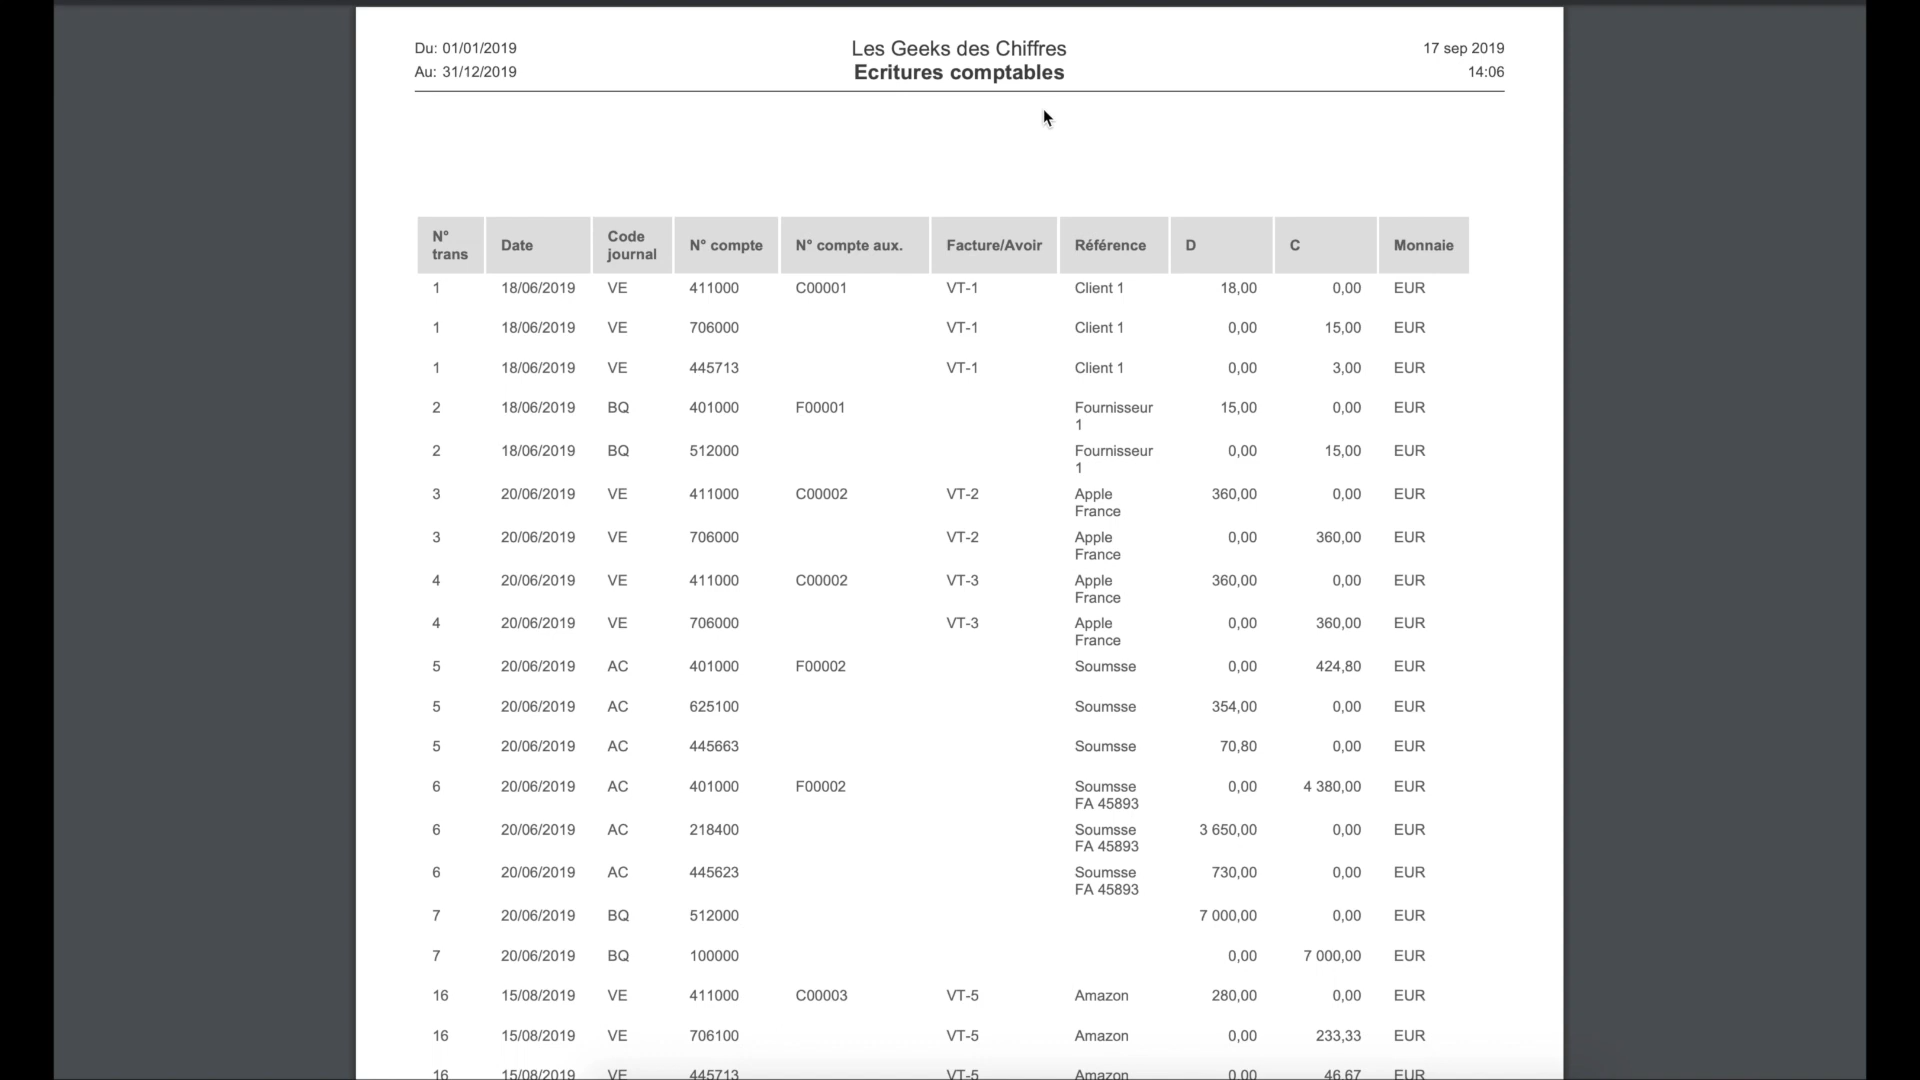 Du: 01/01/2019 Les Geeks des Chiffres 17 sep 2019
Au: 31/12/2019 Ecritures comptables 14:06
N° trans Date Code journal N° compte N° compte aux. Facture/Avoir Référence D C Monnaie
1 18/06/2019 VE 411000 C00001 VT-1 Client 1 18,00 0,00 EUR
1 18/06/2019 VE 706000 VT-1 Client 1 0,00 15,00 EUR
1 18/06/2019 VE 445713 VT-1 Client 1 0,00 3,00 EUR
2 18/06/2019 BQ 401000 F00001 Fournisseur 1 15,00 0,00 EUR
2 18/06/2019 BQ 512000 Fournisseur 1 0,00 15,00 EUR
3 20/06/2019 VE 411000 C00002 VT-2 Apple France 360,00 0,00 EUR
3 20/06/2019 VE 706000 VT-2 Apple France 0,00 360,00 EUR
4 20/06/2019 VE 411000 C00002 VT-3 Apple France 360,00 0,00 EUR
4 20/06/2019 VE 706000 VT-3 Apple France 0,00 360,00 EUR
5 20/06/2019 AC 401000 F00002 Soumsse 0,00 424,80 EUR
5 20/06/2019 AC 625100 Soumsse 354,00 0,00 EUR
5 20/06/2019 AC 445663 Soumsse 70,80 0,00 EUR
6 20/06/2019 AC 401000 F00002 Soumsse FA 45893 0,00 4 380,00 EUR
6 20/06/2019 AC 218400 Soumsse FA 45893 3 650,00 0,00 EUR
6 20/06/2019 AC 445623 Soumsse FA 45893 730,00 0,00 EUR
7 20/06/2019 BQ 512000 7 000,00 0,00 EUR
7 20/06/2019 BQ 100000 0,00 7 000,00 EUR
16 15/08/2019 VE 411000 C00003 VT-5 Amazon 280,00 0,00 EUR
16 15/08/2019 VE 706100 VT-5 Amazon 0,00 233,33 EUR
16 15/08/2019 VE 445713 VT-5 Amazon 0,00 46,67 EUR